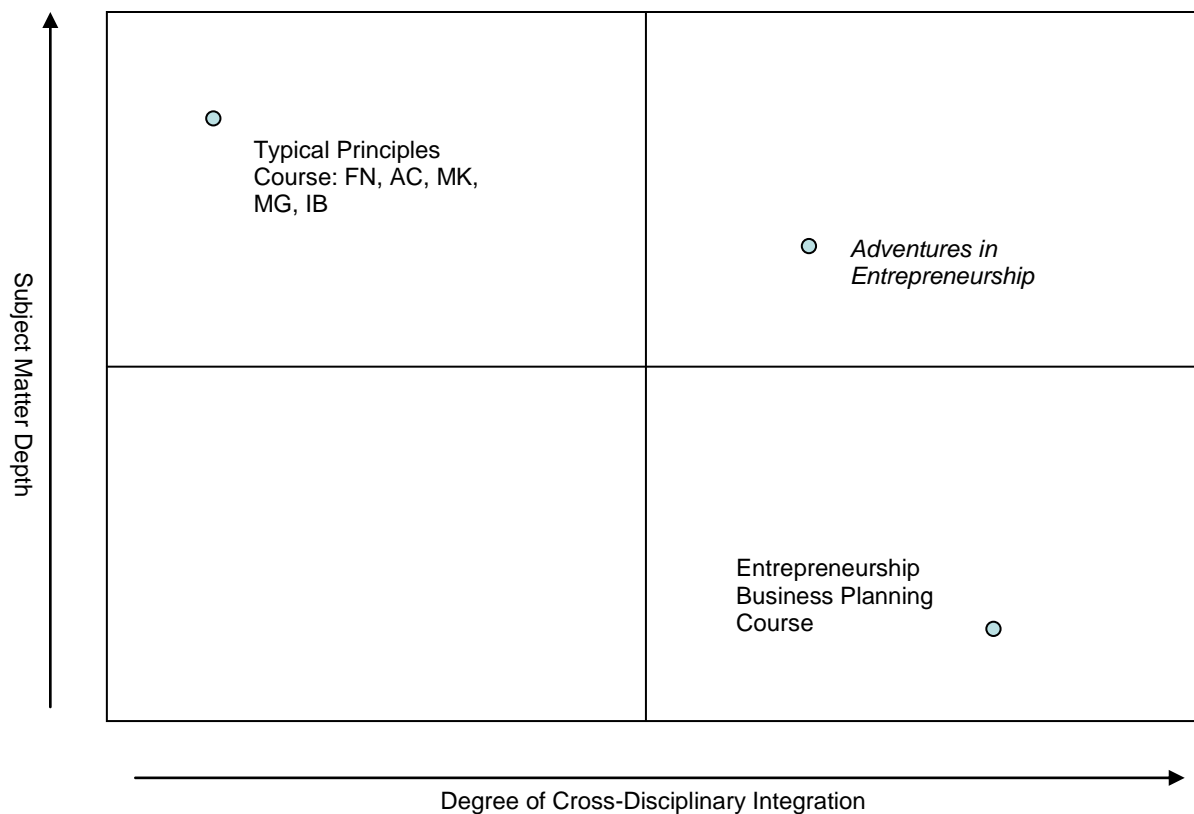 Typical Principles
Course: FN, AC, MK,
MG, IB
Adventures in
Entrepreneurship
Subject Matter Depth
Entrepreneurship
Business Planning
Course
Degree of Cross-Disciplinary Integration